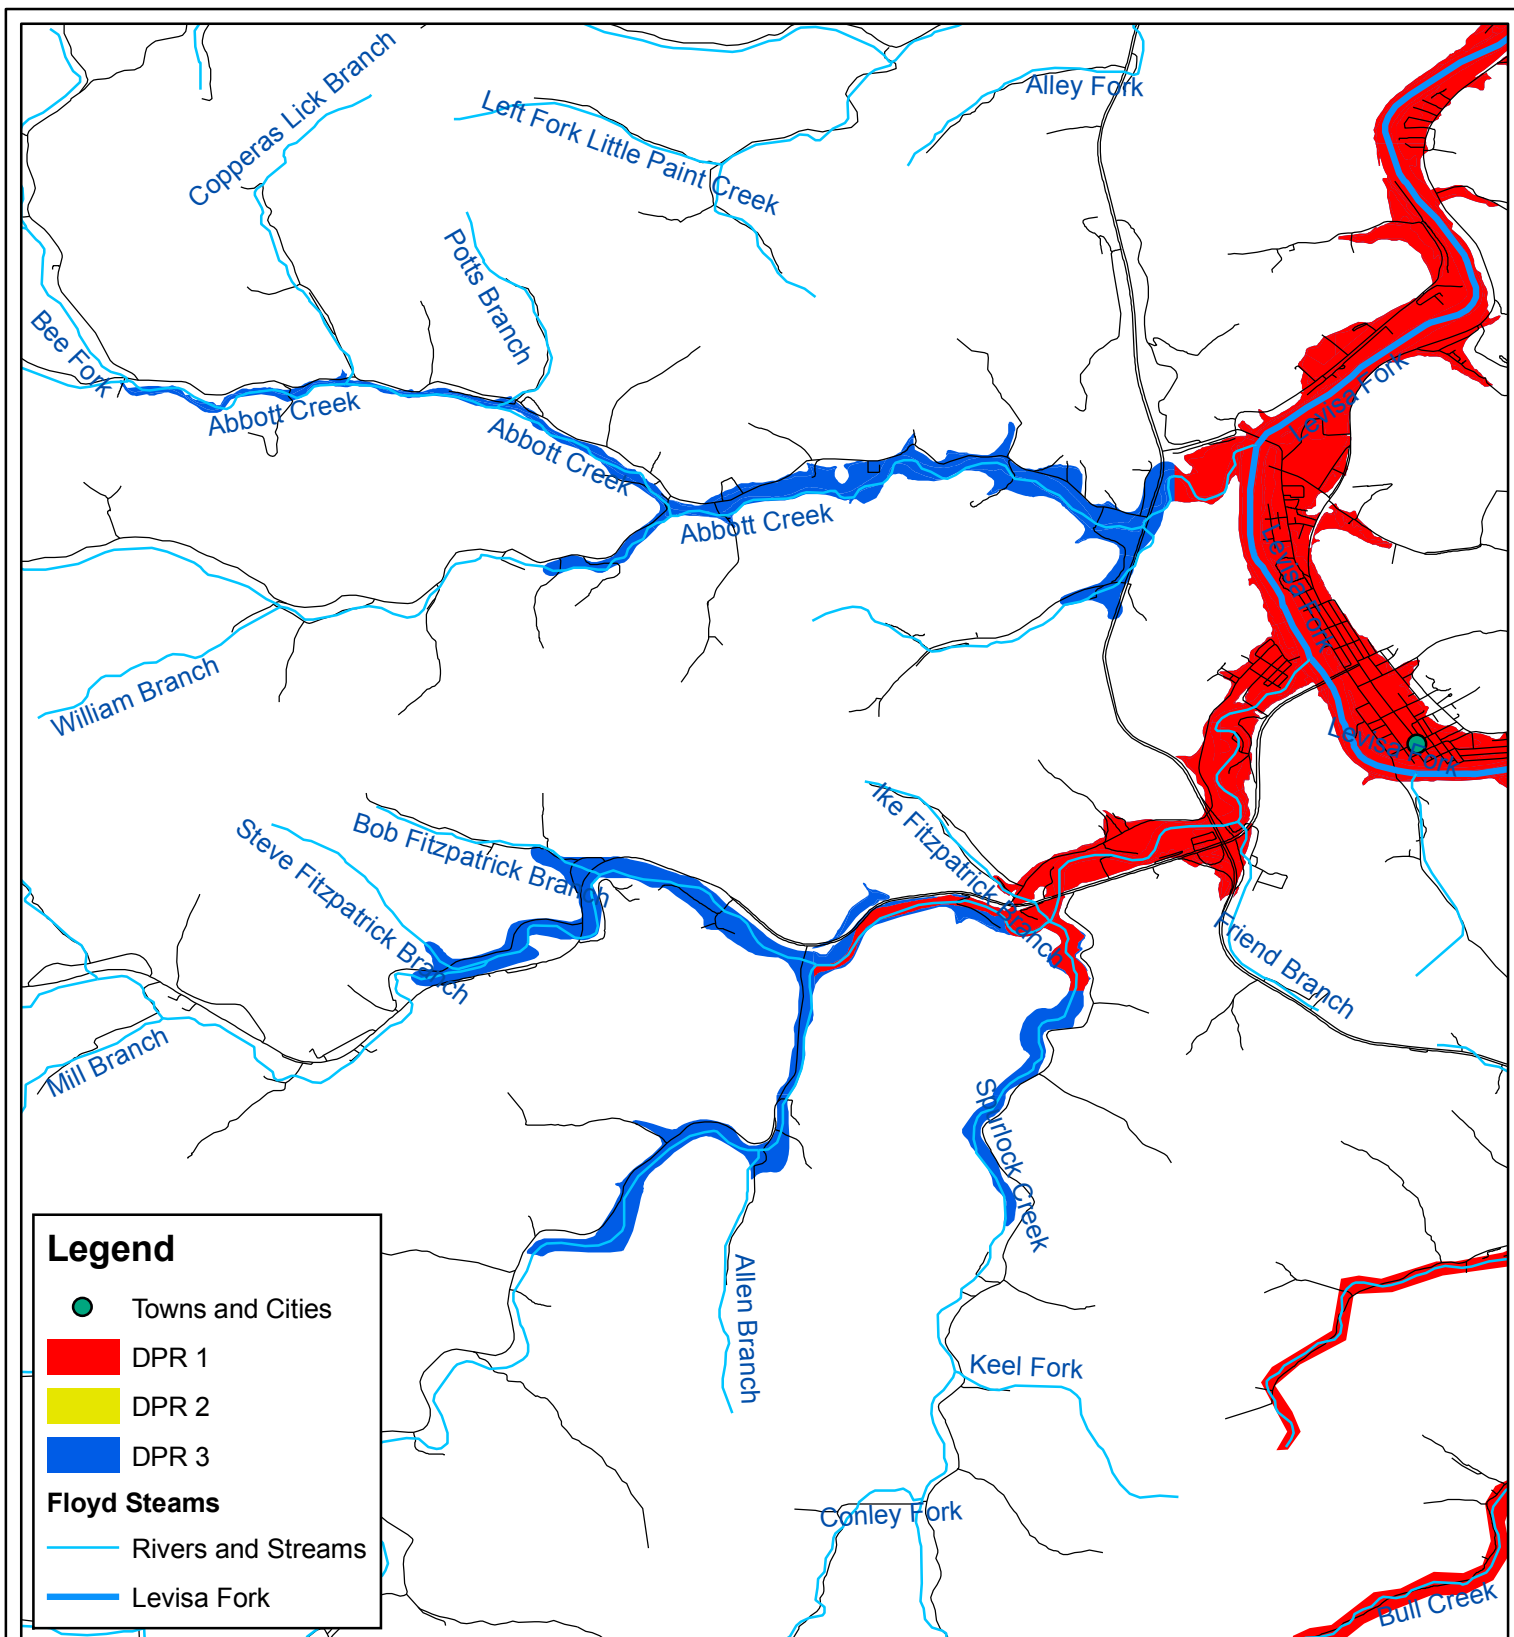 Copperas Lick Branch
Left Fork Little Paint Creek
Alley Fork
Potts Branch
Bee Fork
Abbott Creek
Abbott Creek
Abbott Creek
Levisa Fork
Levisa Fork
Levisa Fork
William Branch
Steve Fitzpatrick Branch
Bob Fitzpatrick Branch
Ike Fitzpatrick Branch
Friend Branch
Mill Branch
Spurlock Creek
Allen Branch
Keel Fork
Conley Fork
Bull Creek
Legend
Towns and Cities
DPR 1
DPR 2
DPR 3
Floyd Steams
Rivers and Streams
Levisa Fork